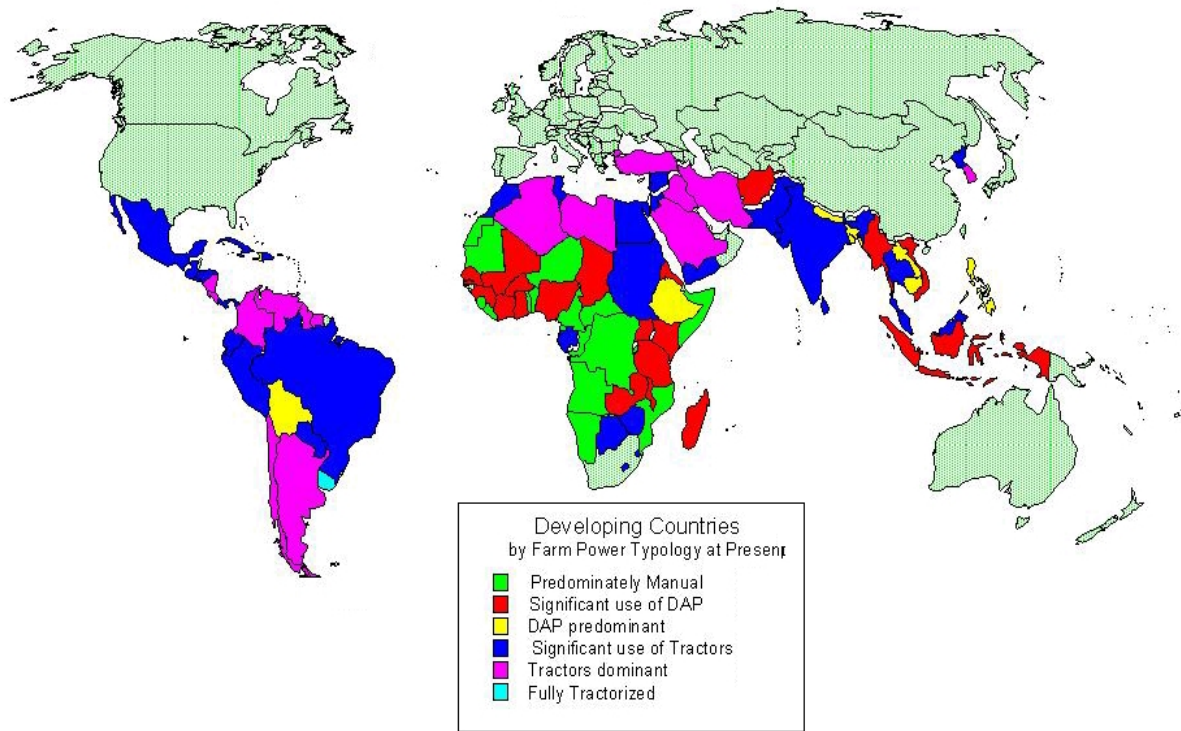 Developing Countries
by Farm Power Typology at Present
Predominately Manual
Significant use of DAP
DAP predominant
Significant use of Tractors
Tractors dominant
Fully Tractorized